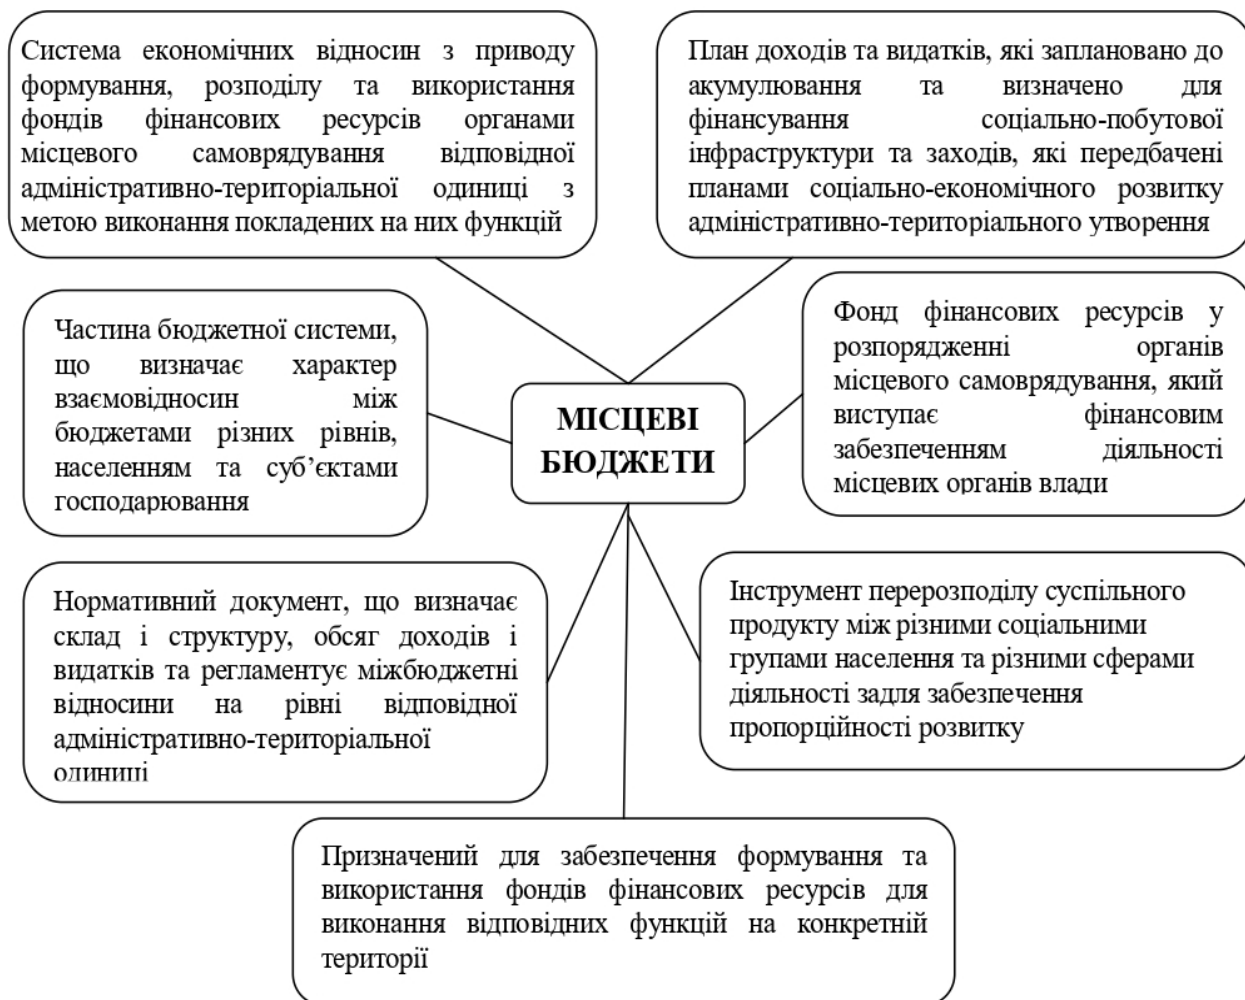 Система економічних відносин з приводу
формування, розподілу та використання
фондів фінансових ресурсів органами
місцевого самоврядування відповідної
адміністративно-територіальної одиниці з
метою виконання покладених на них функцій
План доходів та видатків, які заплановано до
акумулювання та визначено для
фінансування соціально-побутової
інфраструктури та заходів, які передбачені
планами соціально-економічного розвитку
адміністративно-територіального утворення
Частина бюджетної системи,
що визначає характер
взаємовідносин між
бюджетами різних рівнів,
населенням та суб’єктами
господарювання
МІСЦЕВІ
БЮДЖЕТИ
Фонд фінансових ресурсів у
розпорядженні органів
місцевого самоврядування, який
виступає фінансовим
забезпеченням діяльності
місцевих органів влади
Нормативний документ, що визначає
склад і структуру, обсяг доходів і
видатків та регламентує міжбюджетні
відносини на рівні відповідної
адміністративно-територіальної
одиниці
Інструмент перерозподілу суспільного
продукту між різними соціальними
групами населення та різними сферами
діяльності задля забезпечення
пропорційності розвитку
Призначений для забезпечення формування та
використання фондів фінансових ресурсів для
виконання відповідних функцій на конкретній
території